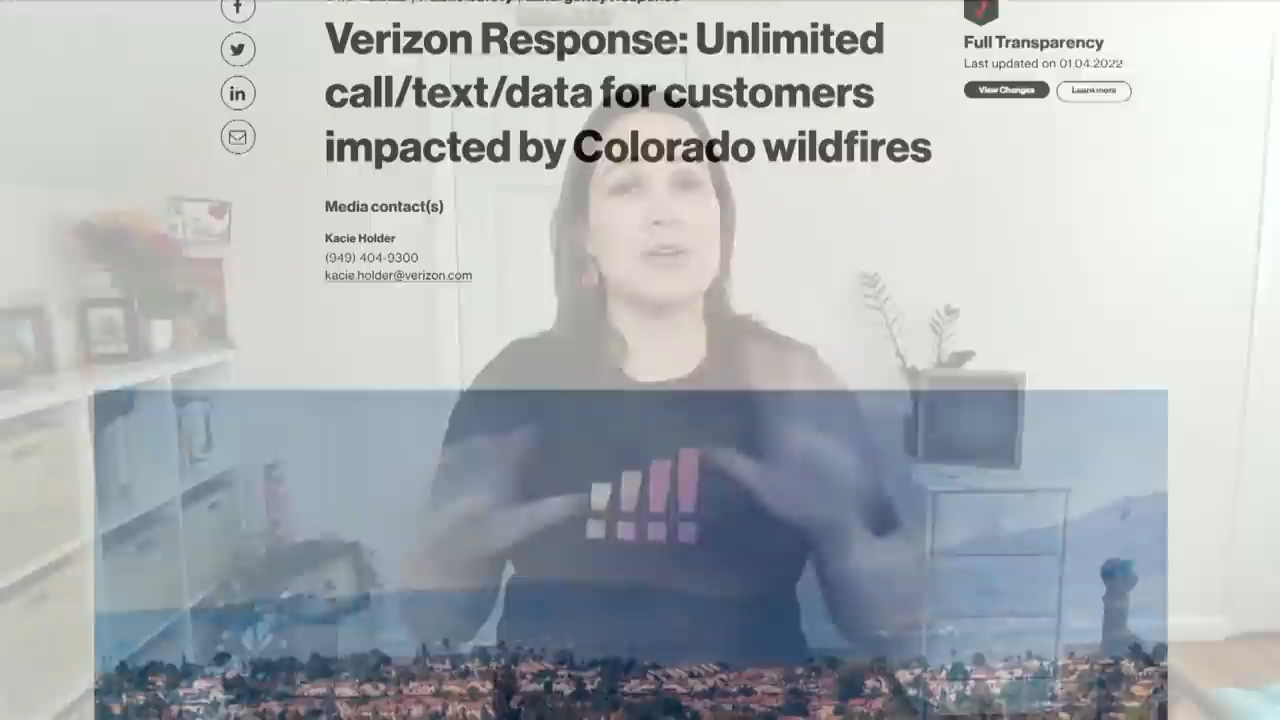 Verizon Response: Unlimited
call/text/data for customers
impacted by Colorado wildfires
Full Transparency
Last updated on 01.04.2022
View Changes
Learn more
Media contact(s)
Kacie Holder
(949) 404-9300
kacie.holder@verizon.com
in